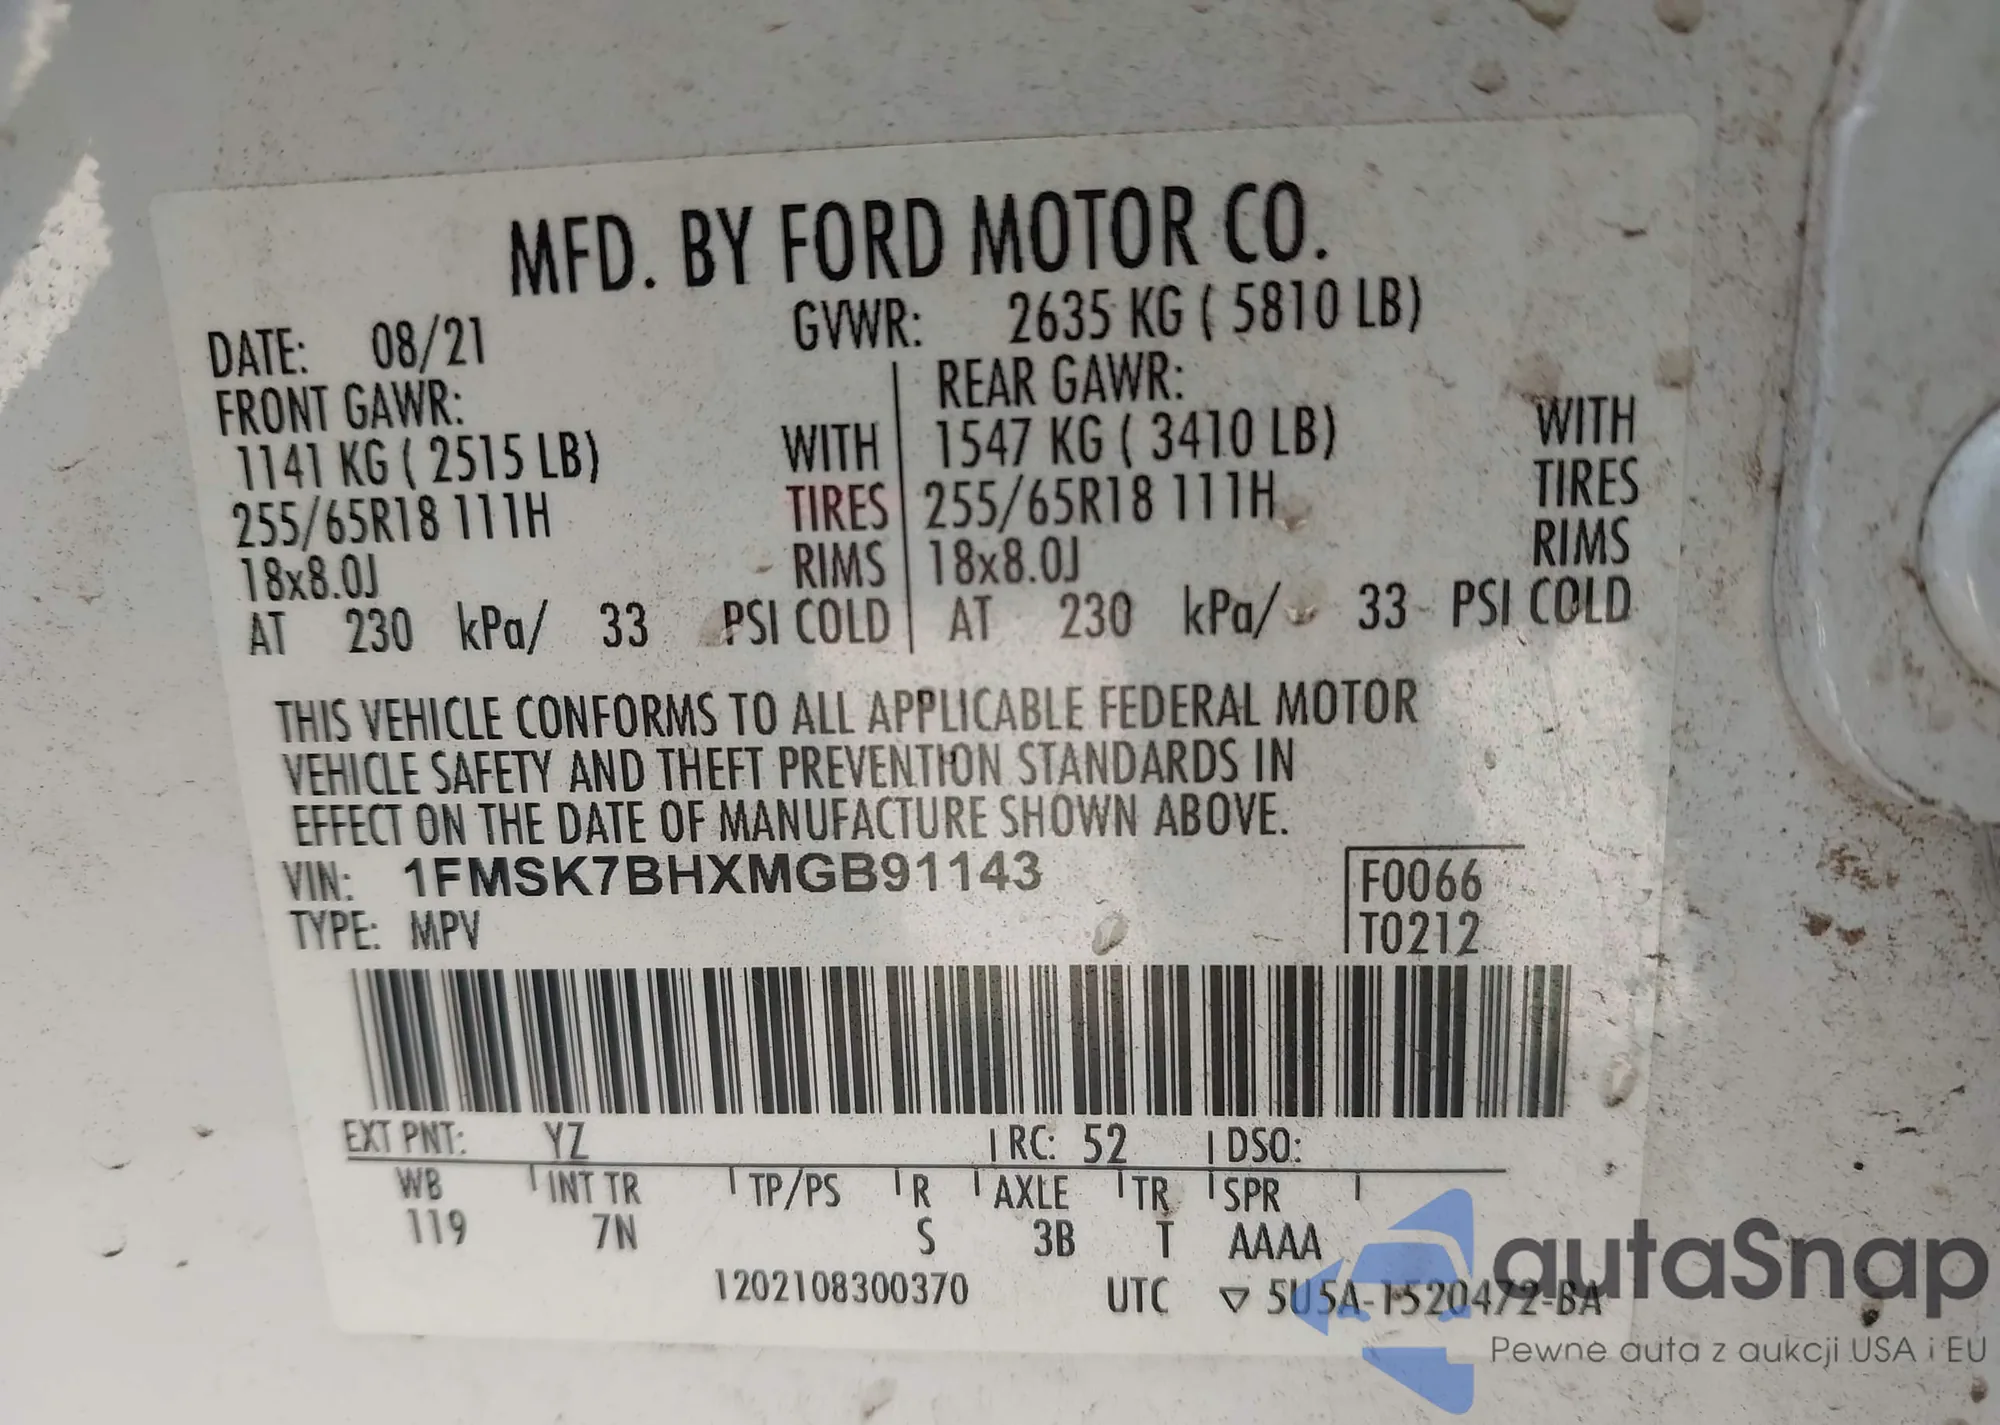 MFD. BY FORD MOTOR CO.
DATE: 08/21 GVWR: 2635 KG ( 5810 LB)
FRONT GAWR: REAR GAWR:
1141 KG ( 2515 LB) WITH 1547 KG ( 3410 LB) WITH
255/65R18 111H TIRES 255/65R18 111H TIRES
18x8.0J RIMS 18x8.0J RIMS
AT 230 kPa/ 33 PSI COLD AT 230 kPa/ 33 PSI COLD
THIS VEHICLE CONFORMS TO ALL APPLICABLE FEDERAL MOTOR
VEHICLE SAFETY AND THEFT PREVENTION STANDARDS IN
EFFECT ON THE DATE OF MANUFACTURE SHOWN ABOVE.
VIN: 1FMSK7BHXMGB91143 F0066
TYPE: MPV T0212
EXT PNT: YZ RC: 52 DSO:
WB INT TR TP/PS R AXLE TR SPR
119 7N S 3B T AAAA
1202108300370 UTC ▽ 5U5A-1520472-BA
autaSnap
Pewne auta z aukcji USA i EU